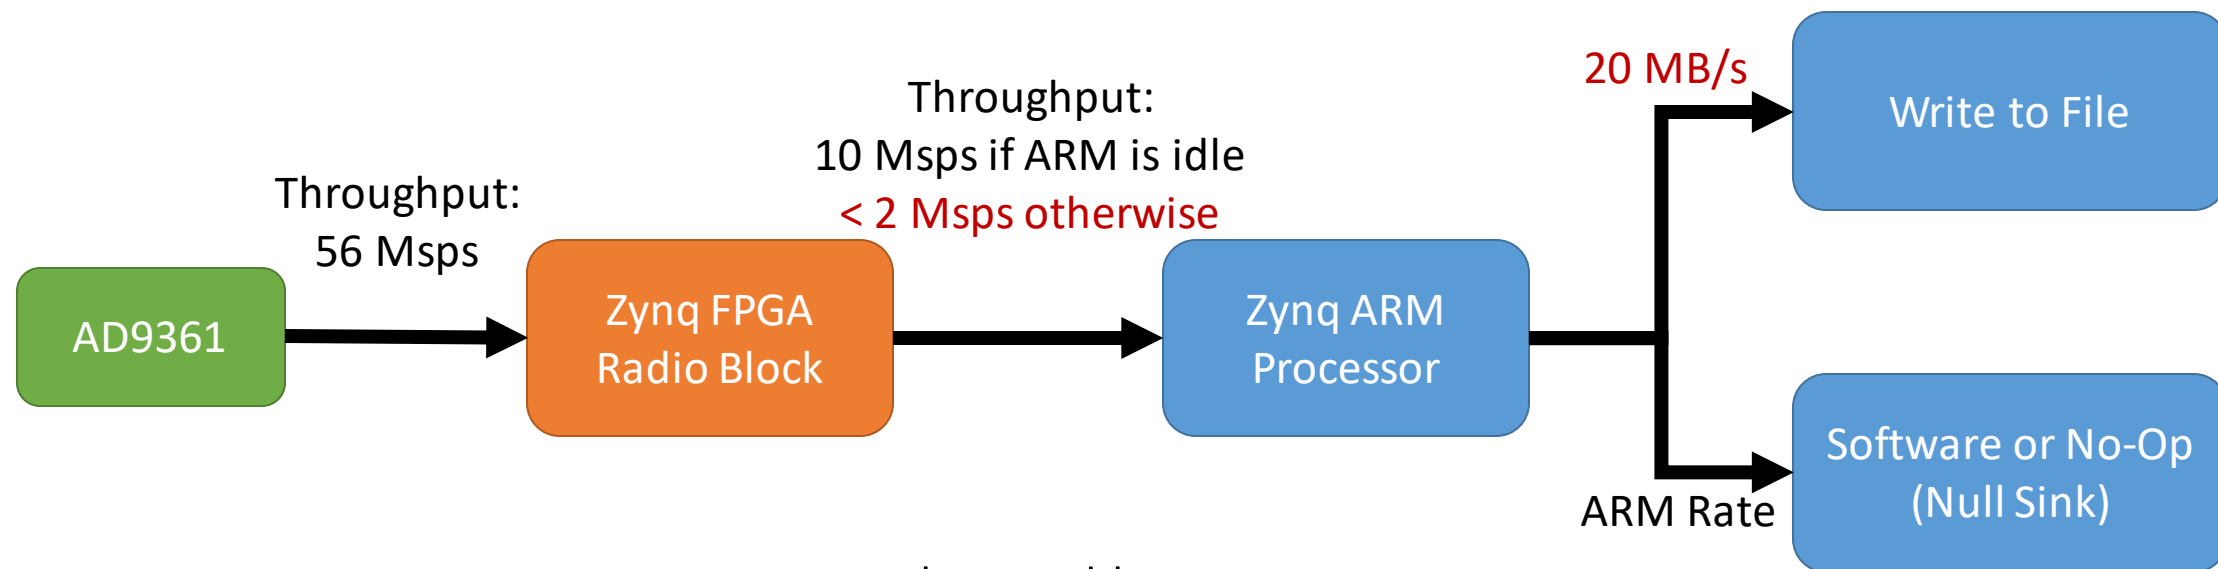 Throughput:
56 Msps
AD9361
Zynq FPGA
Radio Block
Throughput:
10 Msps if ARM is idle
< 2 Msps otherwise
Zynq ARM
Processor
20 MB/s
Write to File
ARM Rate
Software or No-Op
(Null Sink)